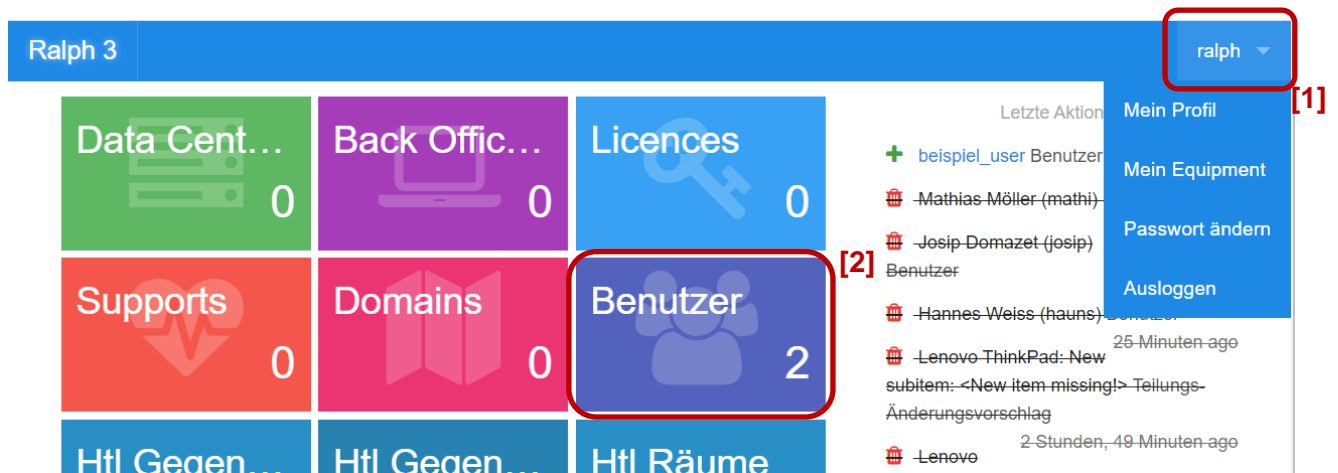 Ralph 3
ralph
[1]
Mein Profil
Mein Equipment
Passwort ändern
Ausloggen
Data Cent...
0
Back Offic...
0
Licences
0
Supports
0
Domains
0
[2]
Benutzer
2
Htl Gegen...
Htl Gegen...
Htl Räume
Letzte Aktion
beispiel_user Benutzer
Mathias Möller (mathi)
Josip Domazet (josip)
Benutzer
Hannes Weiss (hauns) Benutzer
25 Minuten ago
Lenovo ThinkPad: New
subitem: <New item missing!> Teilungs-
Änderungsvorschlag
2 Stunden, 49 Minuten ago
Lenovo